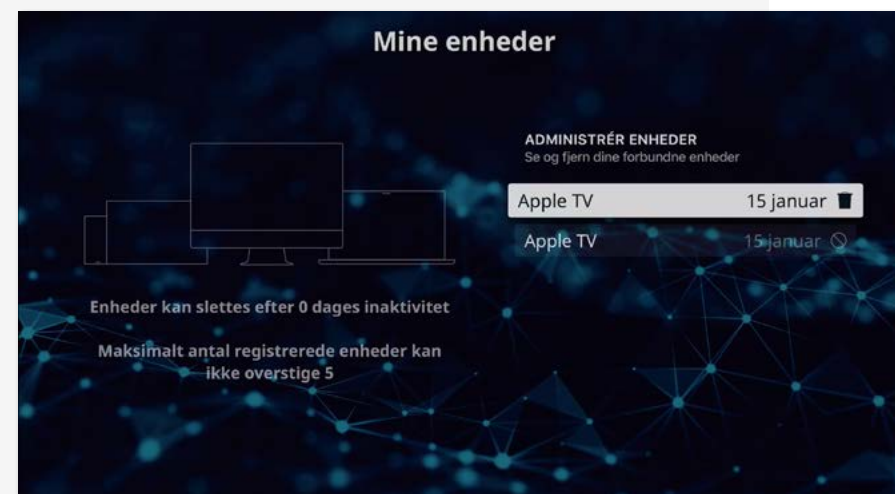 Mine enheder
ADMINISTRÉR ENHEDER
Se og fjern dine forbundne enheder
Apple TV 15 januar
Apple TV 15 januar
Enheder kan slettes efter 0 dages inaktivitet
Maksimalt antal registrerede enheder kan
ikke overstige 5